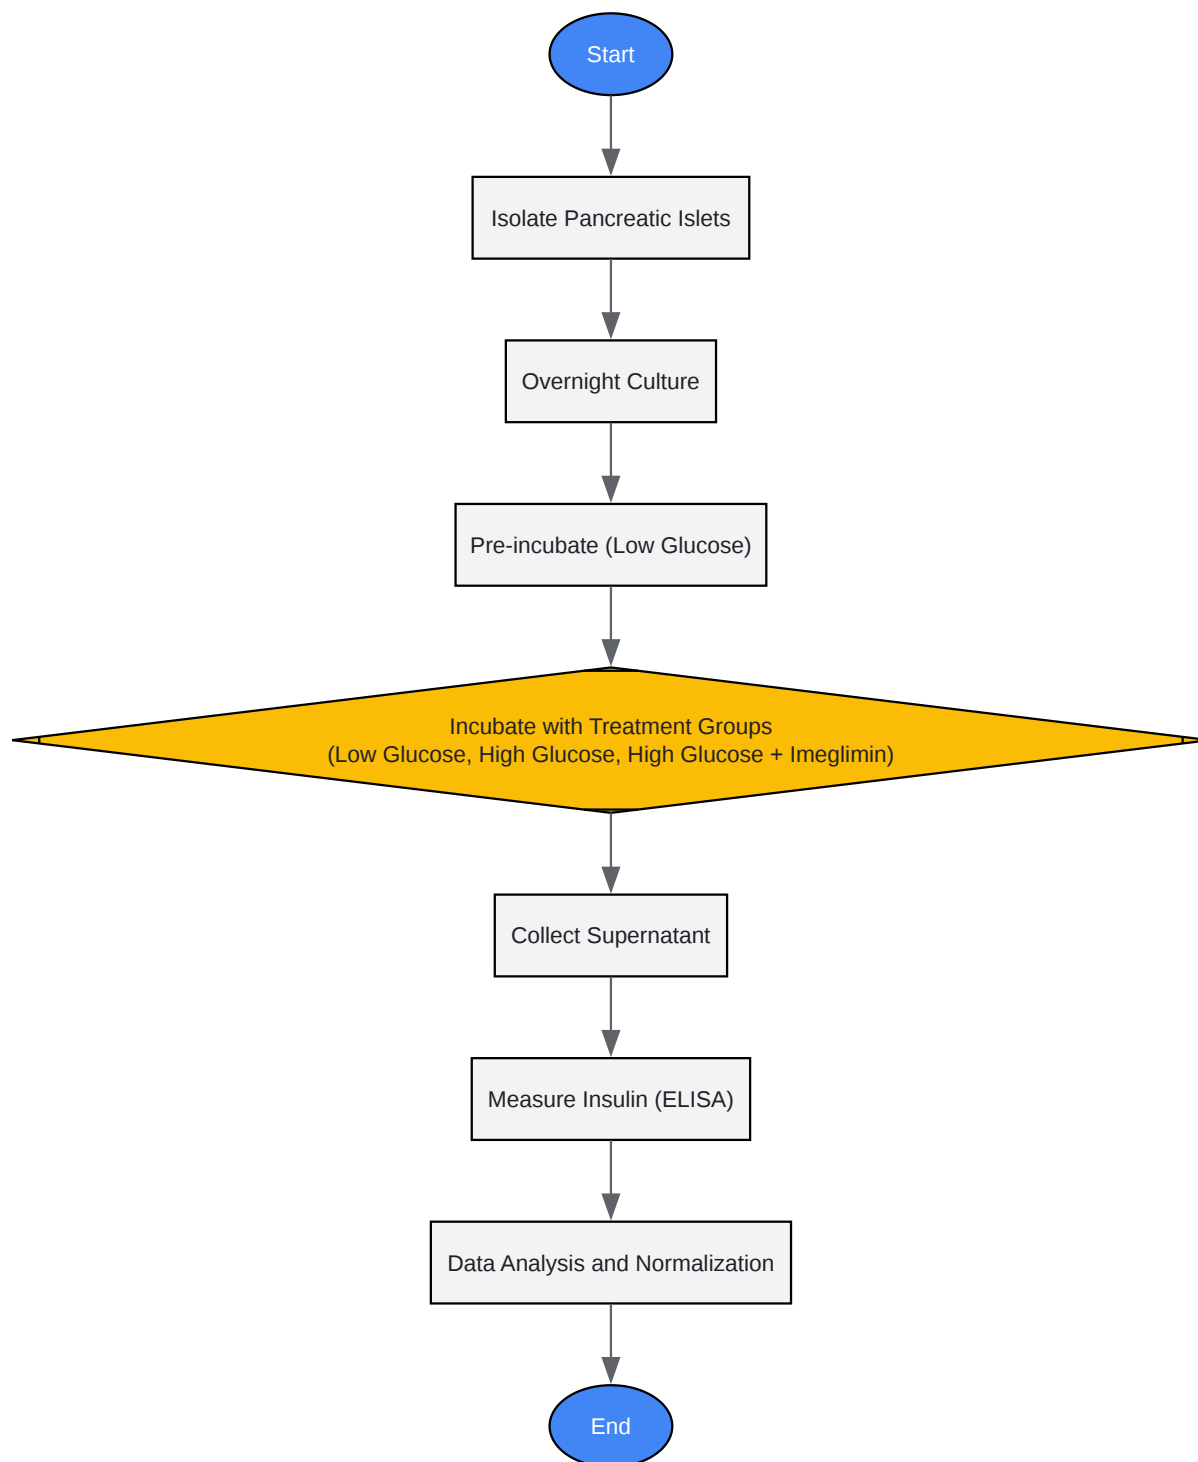 Start
Isolate Pancreatic Islets
Overnight Culture
Pre-incubate (Low Glucose)
Incubate with Treatment Groups
(Low Glucose, High Glucose, High Glucose + Imeglimin)
Collect Supernatant
Measure Insulin (ELISA)
Data Analysis and Normalization
End